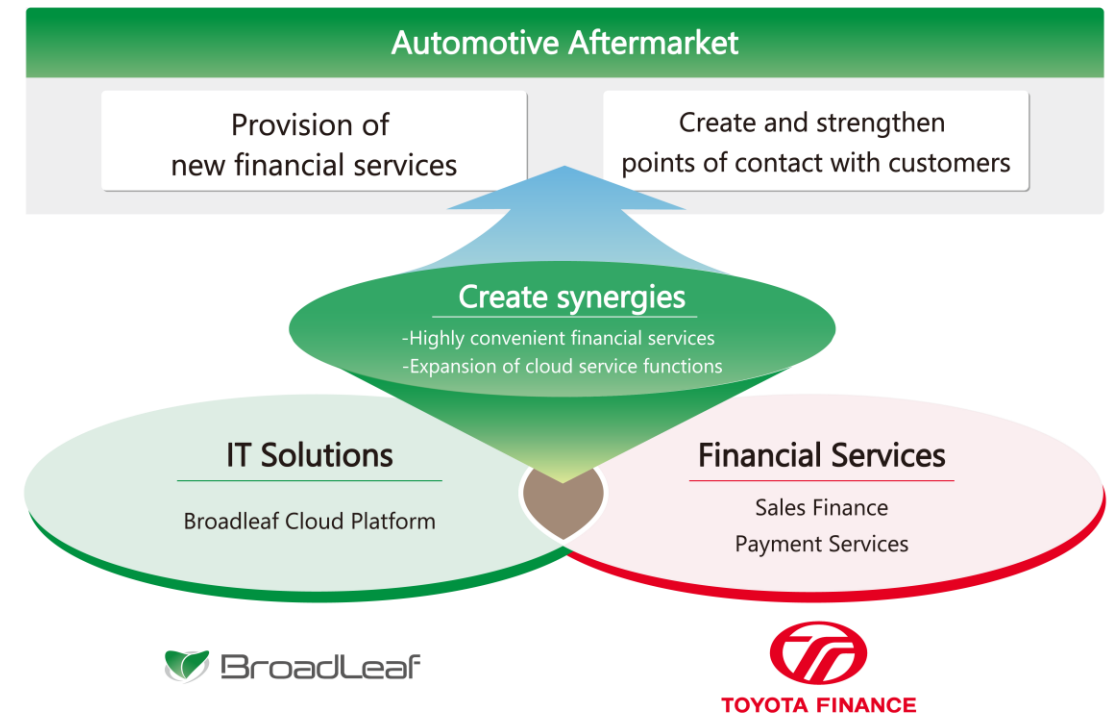 Automotive Aftermarket
Provision of
new financial services
Create and strengthen
points of contact with customers
Create synergies
-Highly convenient financial services
-Expansion of cloud service functions
IT Solutions
Broadleaf Cloud Platform
Financial Services
Sales Finance
Payment Services
BroadLeaf
TOYOTA FINANCE